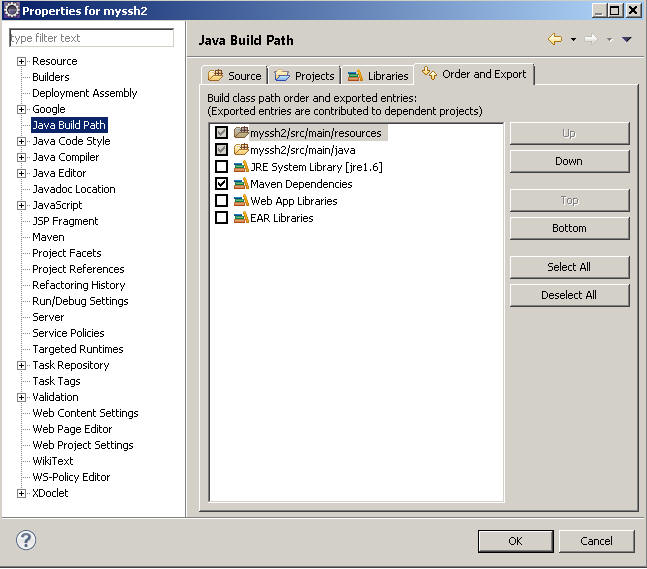 Properties for myssh2
type filter text
Resource
Builders
Deployment Assembly
Google
Java Build Path
Java Code Style
Java Compiler
Java Editor
Javadoc Location
JavaScript
JSP Fragment
Maven
Project Facets
Project References
Refactoring History
Run/Debug Settings
Server
Service Policies
Targeted Runtimes
Task Repository
Task Tags
Validation
Web Content Settings
Web Page Editor
Web Project Settings
WikiText
WS-Policy Editor
XDoclet
Java Build Path
Source Projects Libraries Order and Export
Build class path order and exported entries:
(Exported entries are contributed to dependent projects)
myssh2/src/main/resources
myssh2/src/main/java
JRE System Library [jre1.6]
Maven Dependencies
Web App Libraries
EAR Libraries
Up
Down
Top
Bottom
Select All
Deselect All
?
OK Cancel